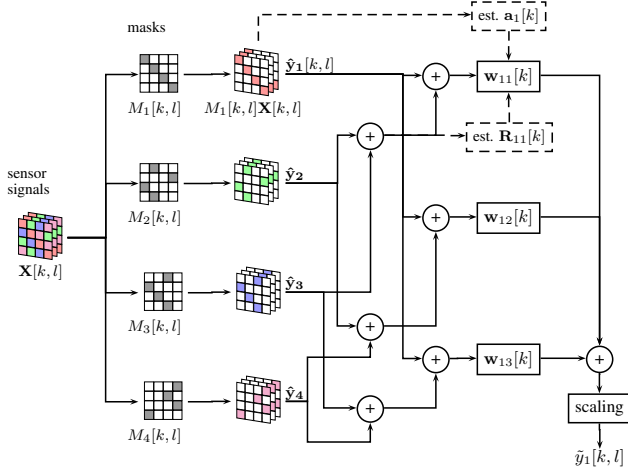 est. a₁[k]
masks
ŷ₁[k, l]
+
w₁₁[k]
M₁[k, l]
M₁[k, l]X[k, l]
+
est. R₁₁[k]
sensor
signals
ŷ₂
+
w₁₂[k]
M₂[k, l]
X[k, l]
ŷ₃
M₃[k, l]
+
+
w₁₃[k]
+
ŷ₄
+
scaling
M₄[k, l]
ỹ₁[k, l]